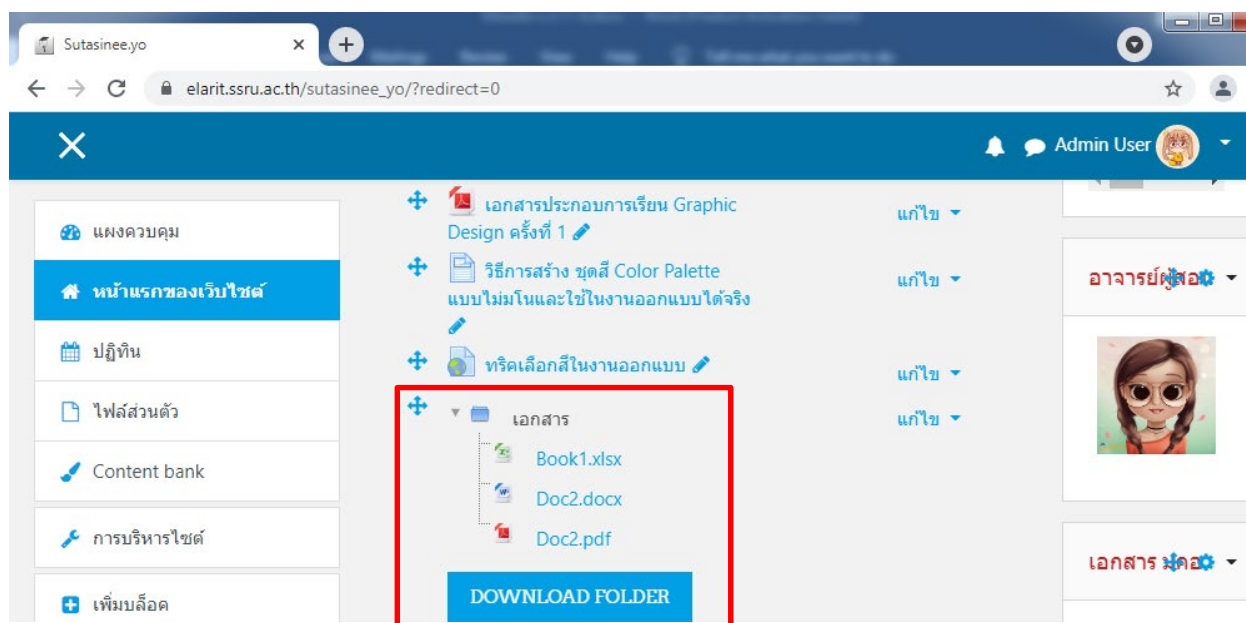 Sutasinee.yo
elarit.ssru.ac.th/sutasinee_yo/?redirect=0
Admin User
แผงควบคุม
หน้าแรกของเว็บไซต์
ปฏิทิน
ไฟล์ส่วนตัว
Content bank
การบริหารไซต์
เพิ่มบล็อค
เอกสารประกอบการเรียน Graphic
Design ครั้งที่ 1
แก้ไข
วิธีการสร้าง ชุดสี Color Palette
แบบไม่มโนและใช้ในงานออกแบบได้จริง
แก้ไข
ทริคเลือกสีในงานออกแบบ
แก้ไข
เอกสาร
แก้ไข
Book1.xlsx
Doc2.docx
Doc2.pdf
DOWNLOAD FOLDER
อาจารย์ผู้สอน
เอกสาร มคอ